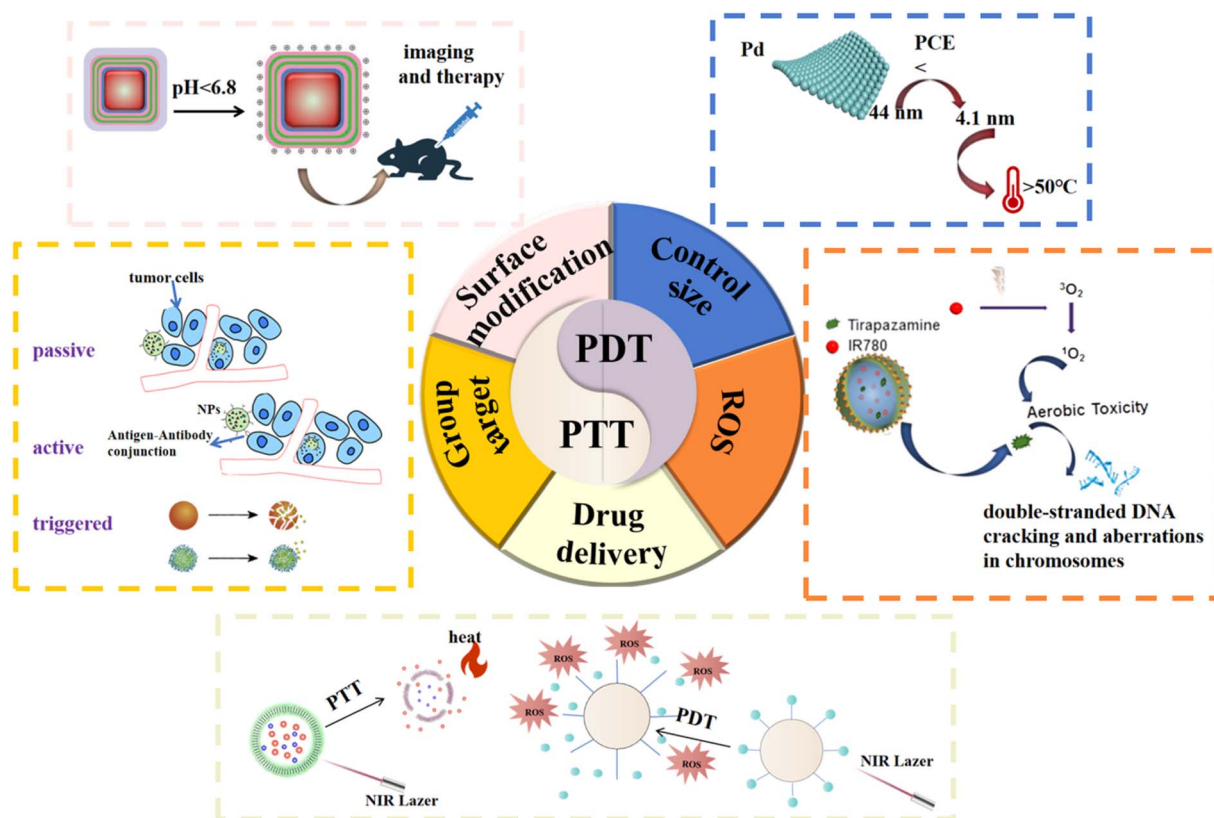 pH<6.8
imaging
and therapy
Pd
PCE
<
44 nm
4.1 nm
>50°C
tumor cells
passive
NPs
active
Antigen-Antibody
conjunction
triggered
Surface
modification
Control
size
Group
target
ROS
Drug
delivery
PDT
PTT
³O₂
Tirapazamine
IR780
¹O₂
Aerobic Toxicity
double-stranded DNA
cracking and aberrations
in chromosomes
heat
PTT
NIR Lazer
ROS
ROS
ROS
ROS
ROS
PDT
NIR Lazer